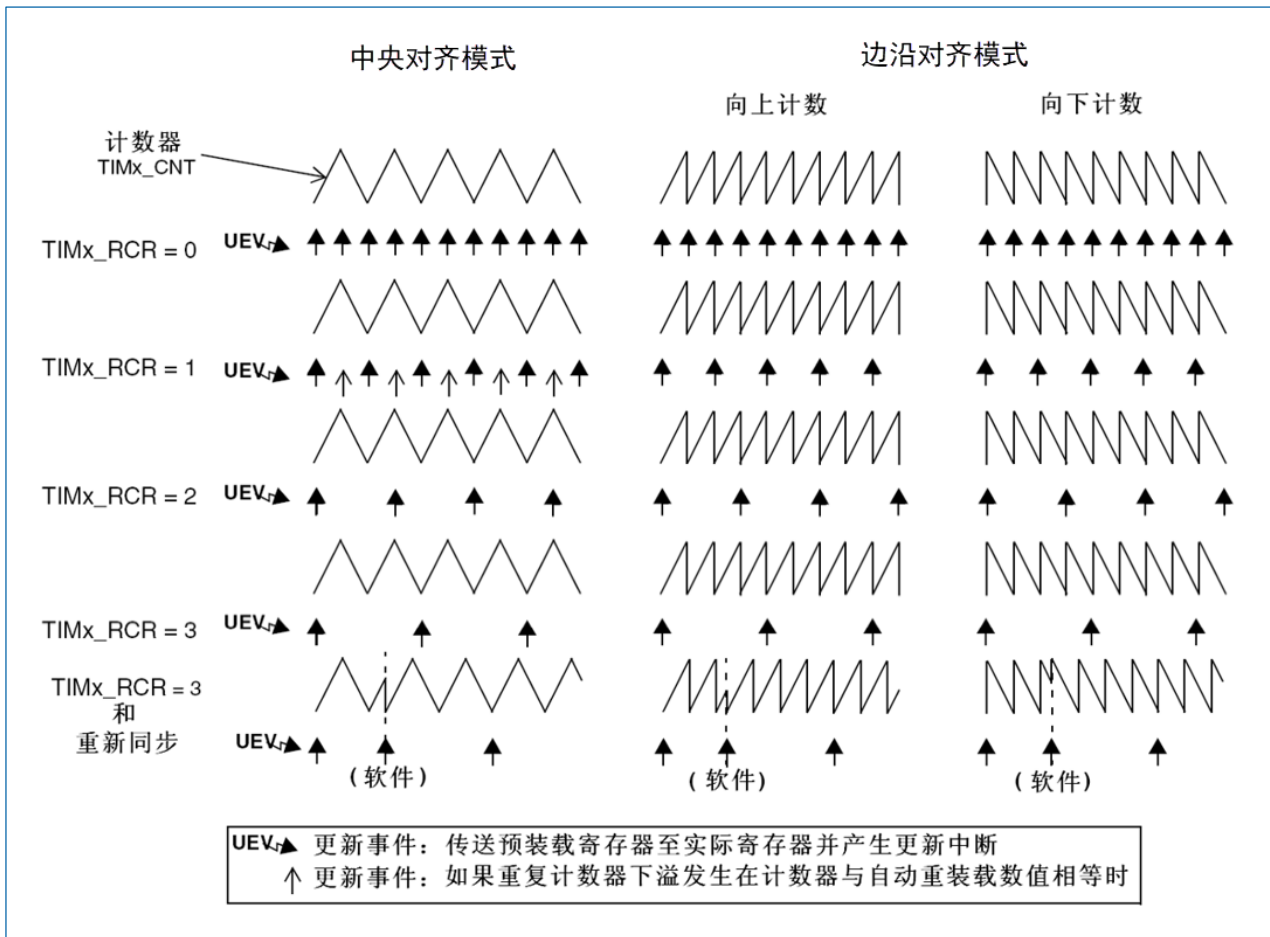 中央对齐模式
边沿对齐模式
向上计数
向下计数
计数器
TIMx_CNT
TIMx_RCR = 0
UEV
TIMx_RCR = 1
UEV
TIMx_RCR = 2
UEV
TIMx_RCR = 3
UEV
TIMx_RCR = 3
和
重新同步
UEV
(软件)
(软件)
(软件)
UEV 更新事件：传送预装载寄存器至实际寄存器并产生更新中断
更新事件：如果重复计数器下溢发生在计数器与自动重装载数值相等时